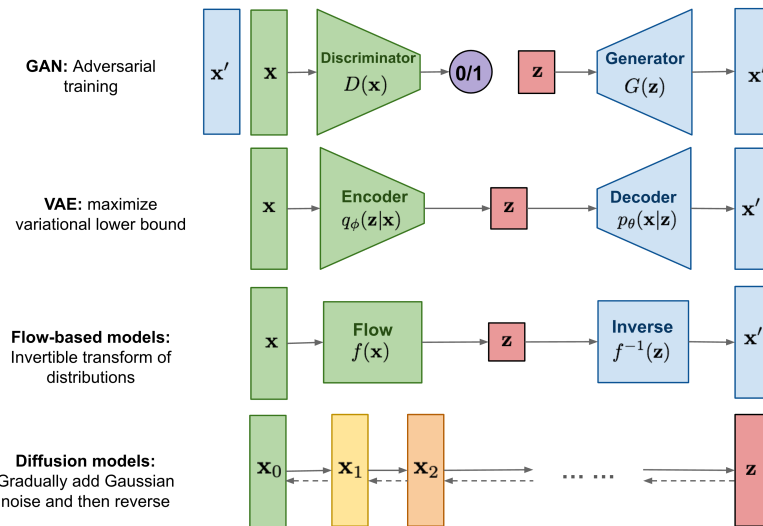 GAN: Adversarial
training
x′
x
Discriminator
D(x)
0/1
z
Generator
G(z)
x′
VAE: maximize
variational lower bound
x
Encoder
qϕ(z|x)
z
Decoder
pθ(x|z)
x′
Flow-based models:
Invertible transform of
distributions
x
Flow
f(x)
z
Inverse
f⁻¹(z)
x′
Diffusion models:
Gradually add Gaussian
noise and then reverse
x₀
x₁
x₂
... ...
z